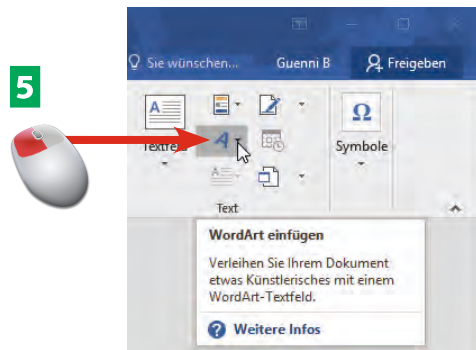 5
Sie wünschen... Guenni B Freigeben
Textfe Symbole
Text
WordArt einfügen
Verleihen Sie Ihrem Dokument
etwas Künstlerisches mit einem
WordArt-Textfeld.
Weitere Infos